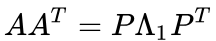 AA^T = PΛ_1P^T